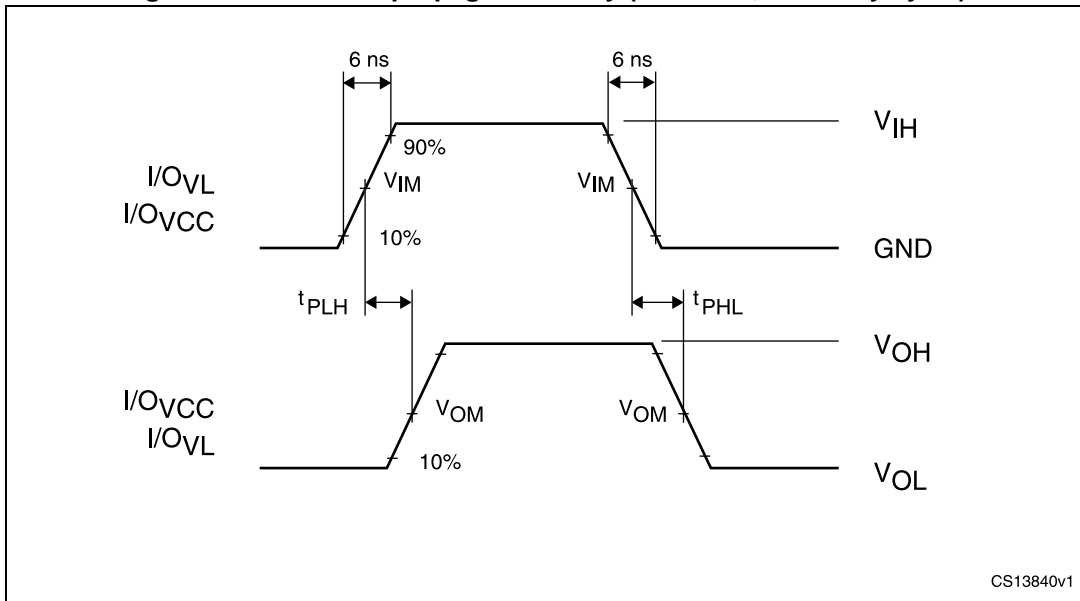 6 ns
6 ns
VIH
90%
I/OVL
VIM
VIM
I/OVCC
10%
GND
tPLH
tPHL
VOH
I/OVCC
VOM
VOM
I/OVL
10%
VOL
CS13840v1